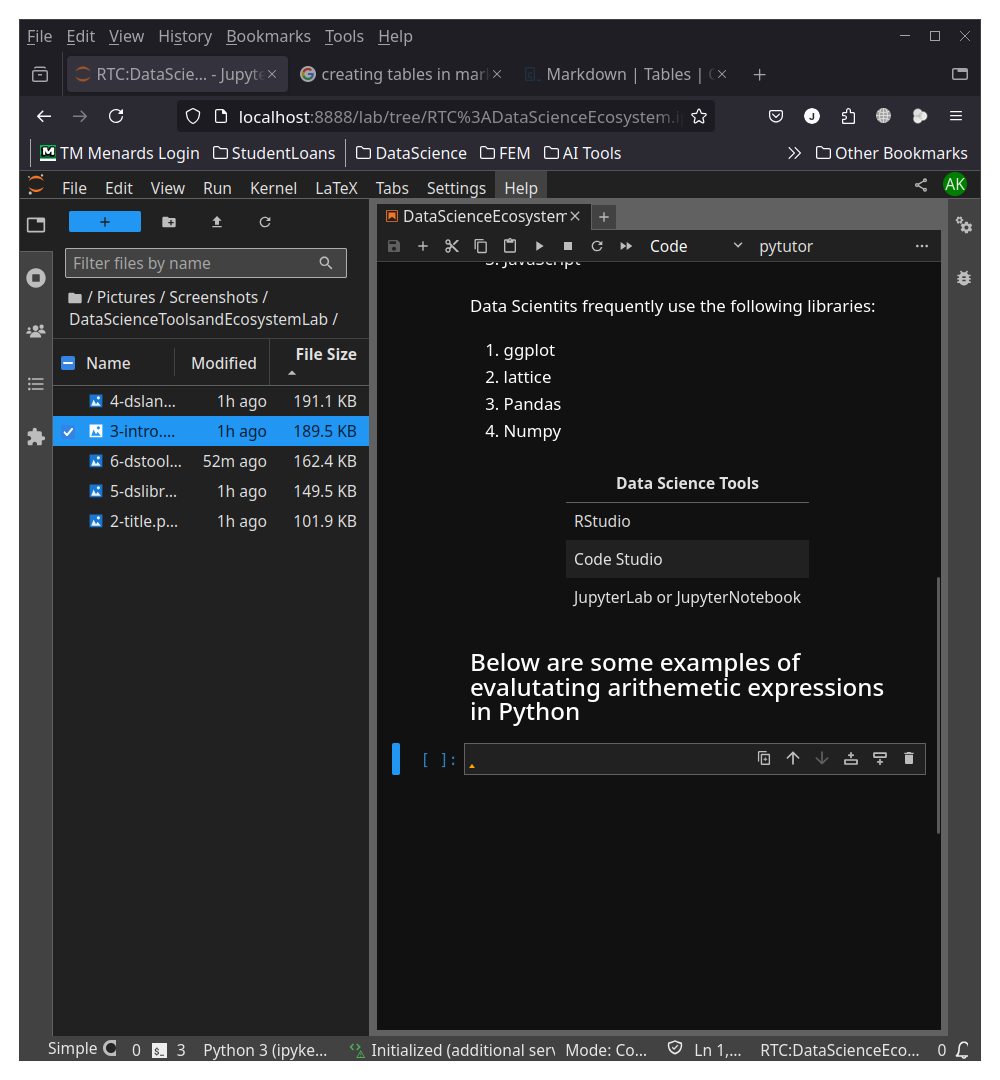 File Edit View History Bookmarks Tools Help
RTC:DataScie... - Jupyte creating tables in mar Markdown | Tables |
localhost:8888/lab/tree/RTC%3ADataScienceEcosystem.i
TM Menards Login StudentLoans DataScience FEM AI Tools Other Bookmarks
File Edit View Run Kernel LaTeX Tabs Settings Help AK
DataScienceEcosystem
Code pytutor
Filter files by name
/ Pictures / Screenshots /
DataScienceToolsandEcosystemLab /
Name Modified File Size
4-dslan... 1h ago 191.1 KB
3-intro.... 1h ago 189.5 KB
6-dstool... 52m ago 162.4 KB
5-dslibr... 1h ago 149.5 KB
2-title.p... 1h ago 101.9 KB
3. JavaScript
Data Scientits frequently use the following libraries:
1. ggplot
2. lattice
3. Pandas
4. Numpy
Data Science Tools
RStudio
Code Studio
JupyterLab or JupyterNotebook
Below are some examples of
evalutating arithemetic expressions
in Python
[ ]:
Simple 0 $_ 3 Python 3 (ipyke... Initialized (additional serv Mode: Co... Ln 1,... RTC:DataScienceEco... 0